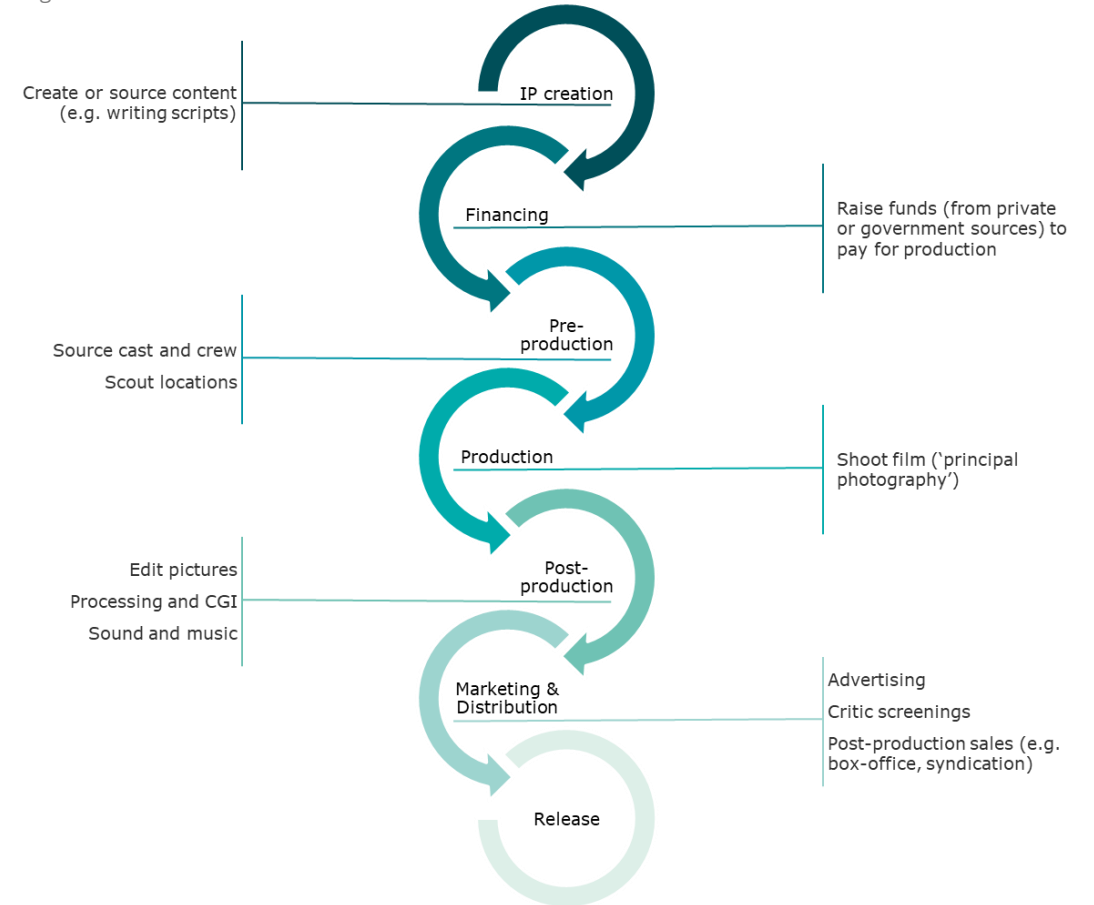 Create or source content
(e.g. writing scripts)
IP creation
Financing
Raise funds (from private
or government sources) to
pay for production
Source cast and crew
Scout locations
Pre-
production
Production
Shoot film (‘principal
photography’)
Edit pictures
Processing and CGI
Sound and music
Post-
production
Marketing &
Distribution
Advertising
Critic screenings
Post-production sales (e.g.
box-office, syndication)
Release